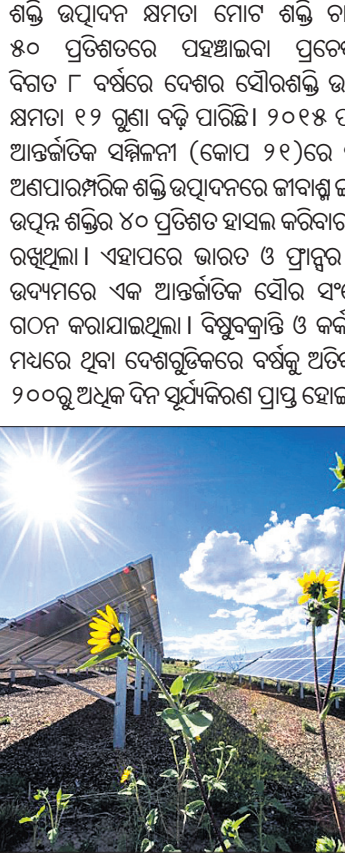 ଶକ୍ତି ଉତ୍ପାଦନ କ୍ଷମତା ମୋଟ ଶକ୍ତି
୫୦ ପ୍ରତିଶତରେ ପହଞ୍ଚାଇବା
ବିଗତ ୮ ବର୍ଷରେ ଦେଶର ସୌରଶକ୍ତି
କ୍ଷମତା ୧୨ ଗୁଣା ବଢ଼ି ପାରିଛି। ୨୦୧୫
ଆନ୍ତର୍ଜାତିକ ସମ୍ମିଳନୀ (କୋପ ୨୧)ରେ
ଅଣପାରମ୍ପରିକ ଶକ୍ତି ଉତ୍ପାଦନରେ ଜୀବାଶ୍ମ
ଉତ୍ପନ୍ନ ଶକ୍ତିର ୪୦ ପ୍ରତିଶତ ହାସଲ
ରଖିଥିଲା। ଏହାପରେ ଭାରତ ଓ ଫ୍ରାନ୍ସର
ଉଦ୍ୟମରେ ଏକ ଆନ୍ତର୍ଜାତିକ ସୌର
ଗଠନ କରାଯାଇଥିଲା। ବିଷୁବକ୍ରାନ୍ତି ଓ
ମଧ୍ୟରେ ଥିବା ଦେଶଗୁଡିକରେ ବର୍ଷକୁ
୨୦୦ରୁ ଅଧିକ ଦିନ ସୂର୍ଯ୍ୟକିରଣ ପ୍ରାପ୍ତ